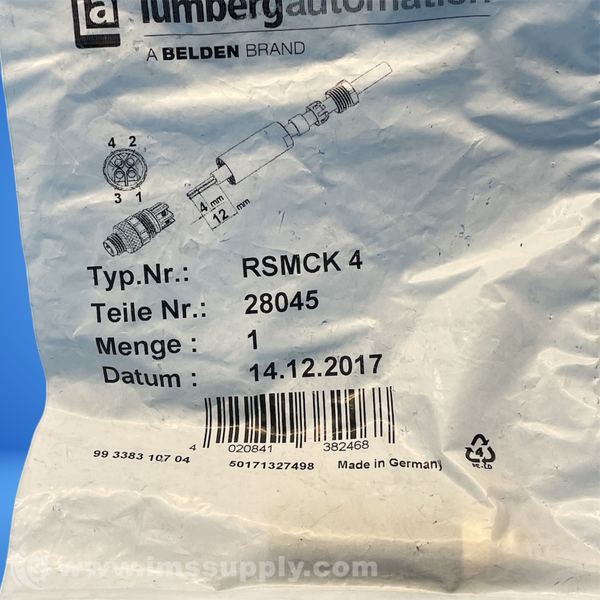 a lumbergautomation
A BELDEN BRAND
4 2
3 1
4 mm
12 mm
Typ.Nr.: RSMCK 4
Teile Nr.: 28045
Menge : 1
Datum : 14.12.2017
4 020841 382468
99 3383 107 04 50171327498 Made in Germany
4
PE-LD
© www.imssupply.com